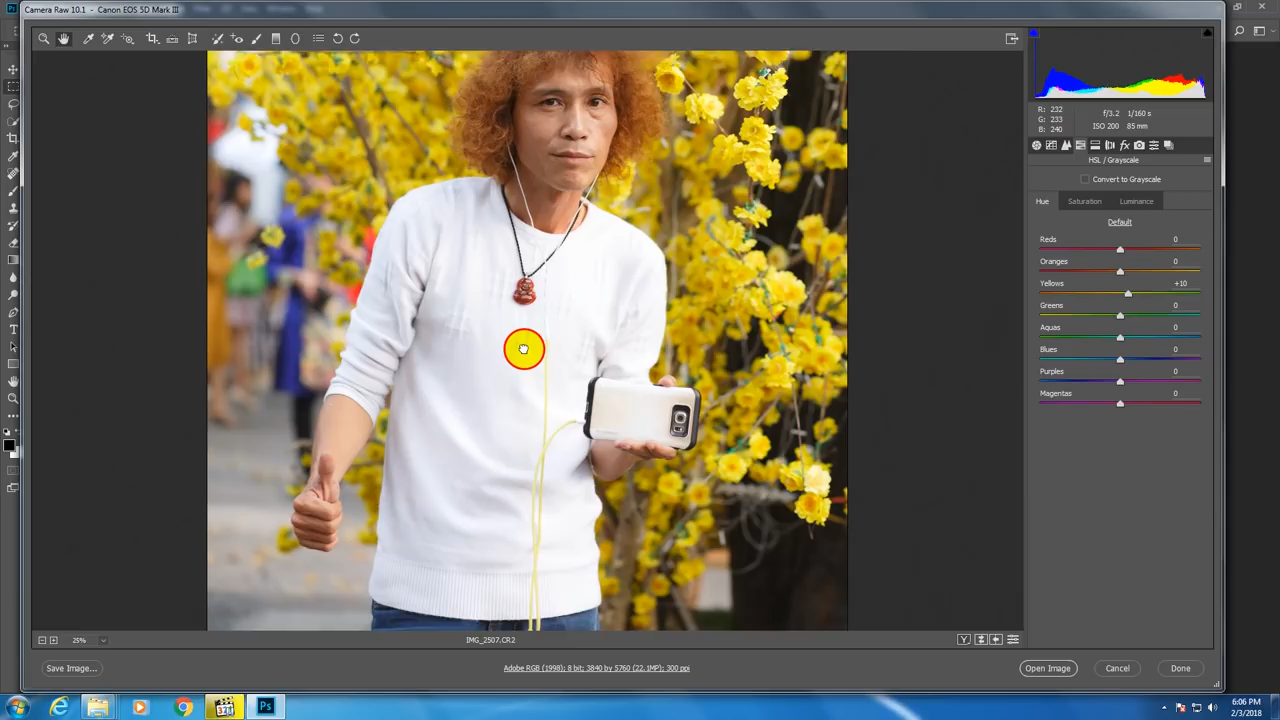 Camera Raw 10.1 - Canon EOS 5D Mark III
R: 232
G: 233
B: 240
f/3.2 1/160 s
ISO 200 85 mm
HSL / Grayscale
Convert to Grayscale
Hue Saturation Luminance
Default
Reds 0
Oranges 0
Yellows +10
Greens 0
Aquas 0
Blues 0
Purples 0
Magentas 0
25%
IMG_2507.CR2
Y
Save Image...
Adobe RGB (1998); 8 bit; 3840 by 5760 (22.1MP); 300 ppi
Open Image
Cancel
Done
Ps
6:06 PM
2/3/2018